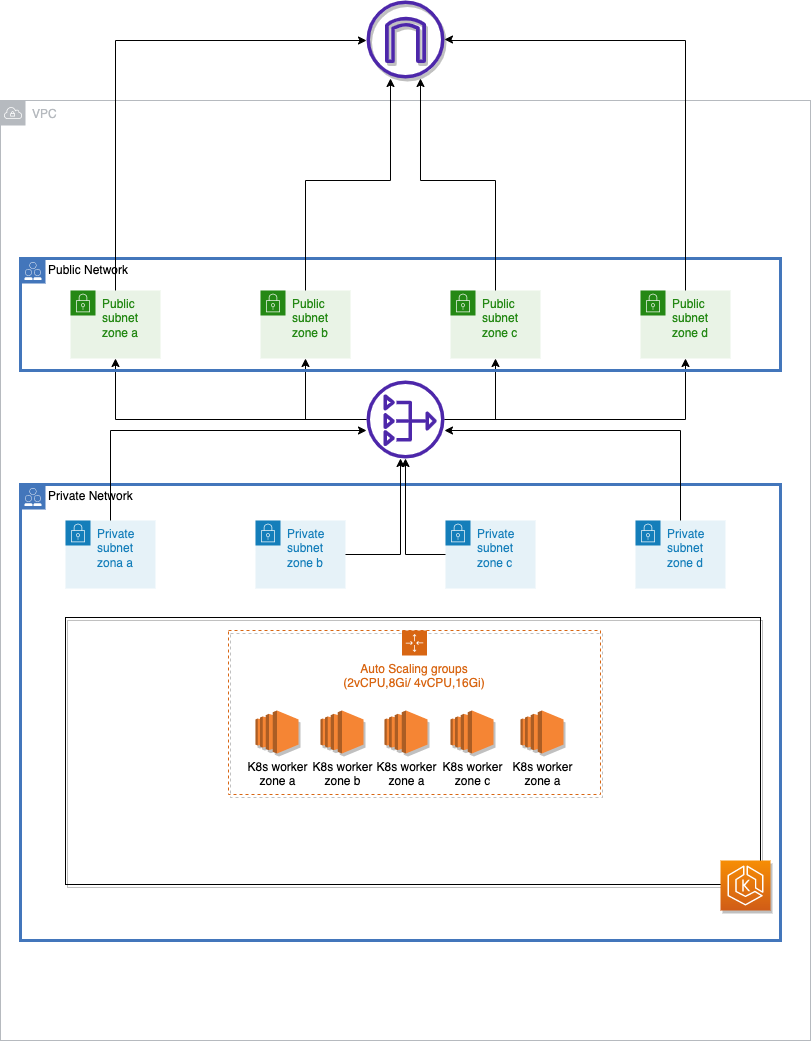 VPC
Public Network
Public
subnet
zone a
Public
subnet
zone b
Public
subnet
zone c
Public
subnet
zone d
Private Network
Private
subnet
zona a
Private
subnet
zone b
Private
subnet
zone c
Private
subnet
zone d
Auto Scaling groups
(2vCPU,8Gi/ 4vCPU,16Gi)
K8s worker
zone a
K8s worker
zone b
K8s worker
zone a
K8s worker
zone c
K8s worker
zone a
K